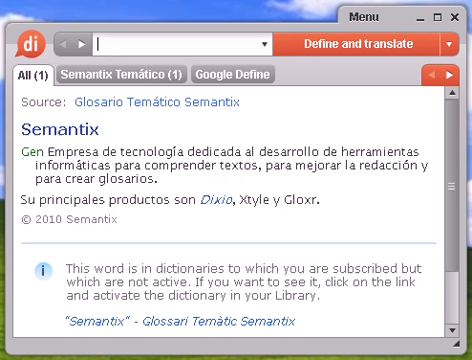 Menu
di
Define and translate
All (1)
Semantix Temático (1)
Google Define
Source: Glosario Temático Semantix
Semantix
Gen Empresa de tecnología dedicada al desarrollo de herramientas
informáticas para comprender textos, para mejorar la redacción y
para crear glosarios.
Su principales productos son Dixio, Xtyle y Gloxr.
© 2010 Semantix
i
This word is in dictionaries to which you are subscribed but
which are not active. If you want to see it, click on the link
and activate the dictionary in your Library.
"Semantix" - Glossari Temàtic Semantix